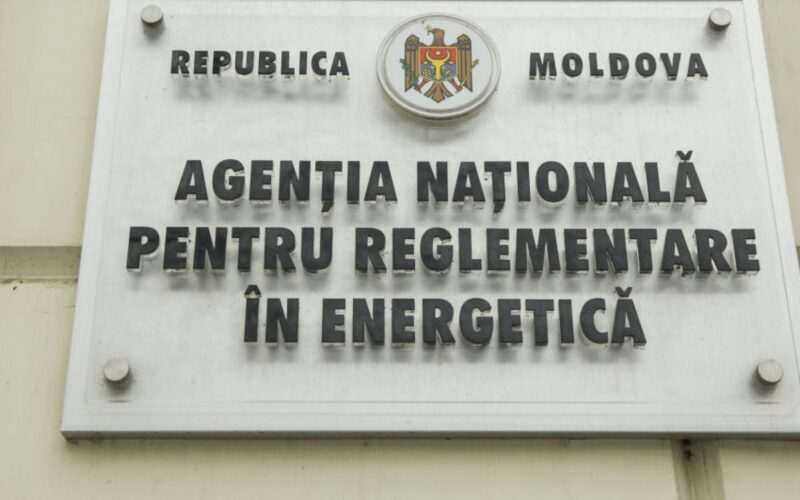 REPUBLICA MOLDOVA
AGENȚIA NAȚIONALĂ
PENTRU REGLEMENTARE
ÎN ENERGETICĂ